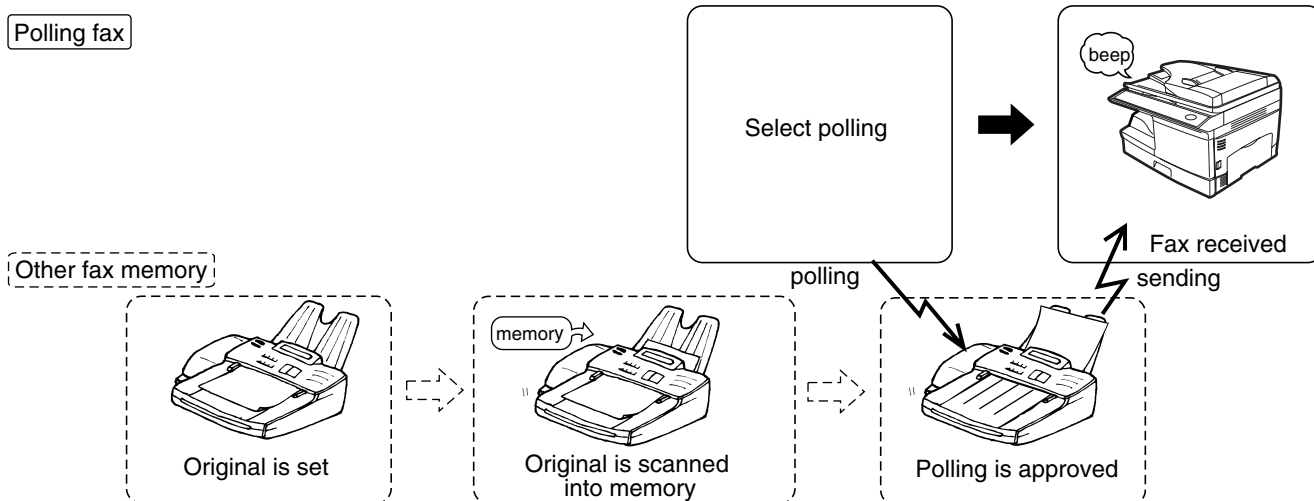 Polling fax
beep
Select polling
Fax received
Other fax memory
polling
sending
memory
Original is set
Original is scanned
into memory
Polling is approved